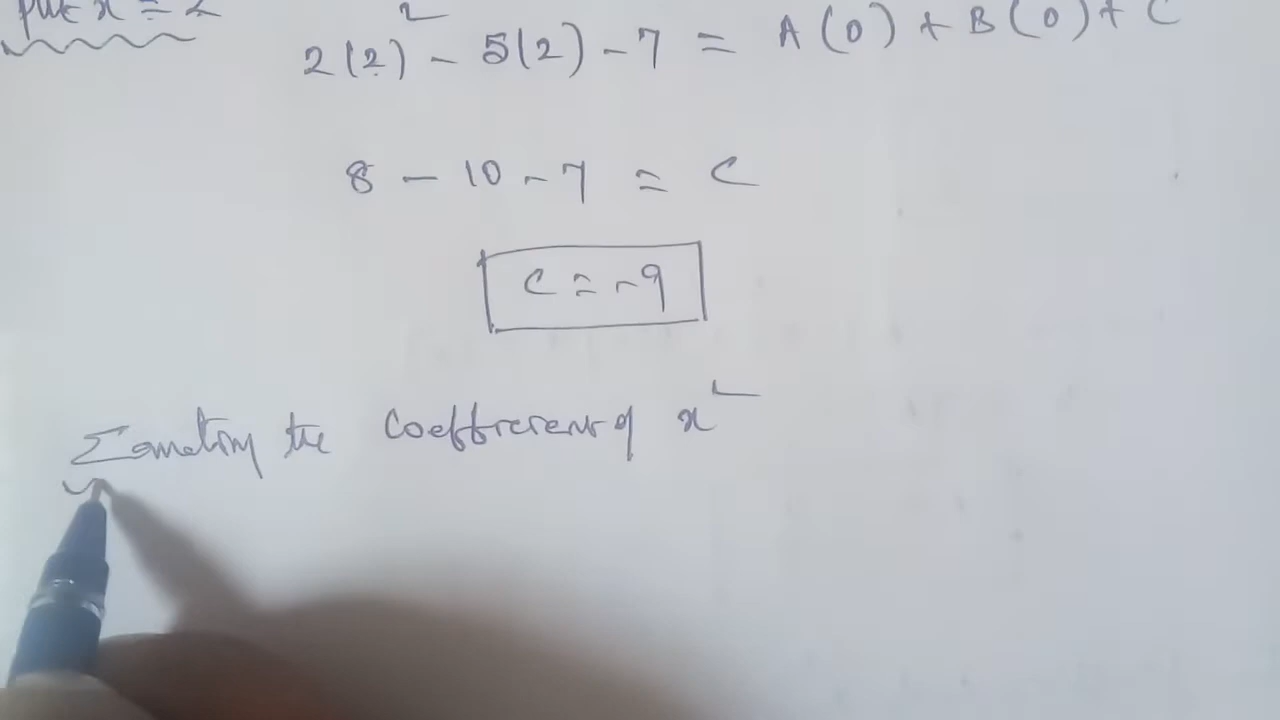 put x = 2
2(2)² - 5(2) - 7 = A(0) + B(0) + C
8 - 10 - 7 = C
C = -9
Equating the coefficient of x²